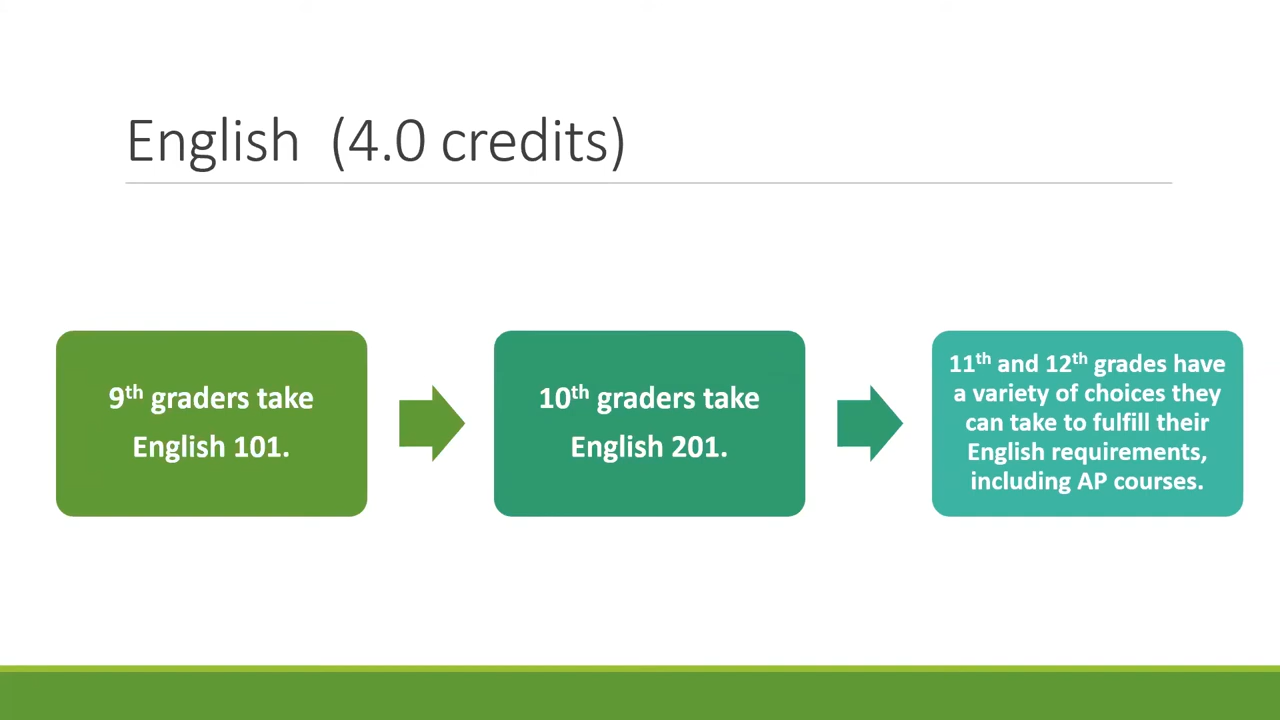 English  (4.0 credits)
9th graders take
English 101.
10th graders take
English 201.
11th and 12th grades have
a variety of choices they
can take to fulfill their
English requirements,
including AP courses.